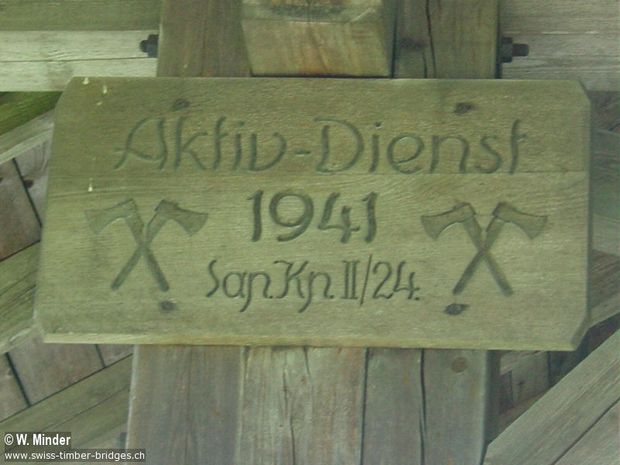 Aktiv-Dienst
1941
Sap. Kp. II/24.
© W. Minder
www.swiss-timber-bridges.ch